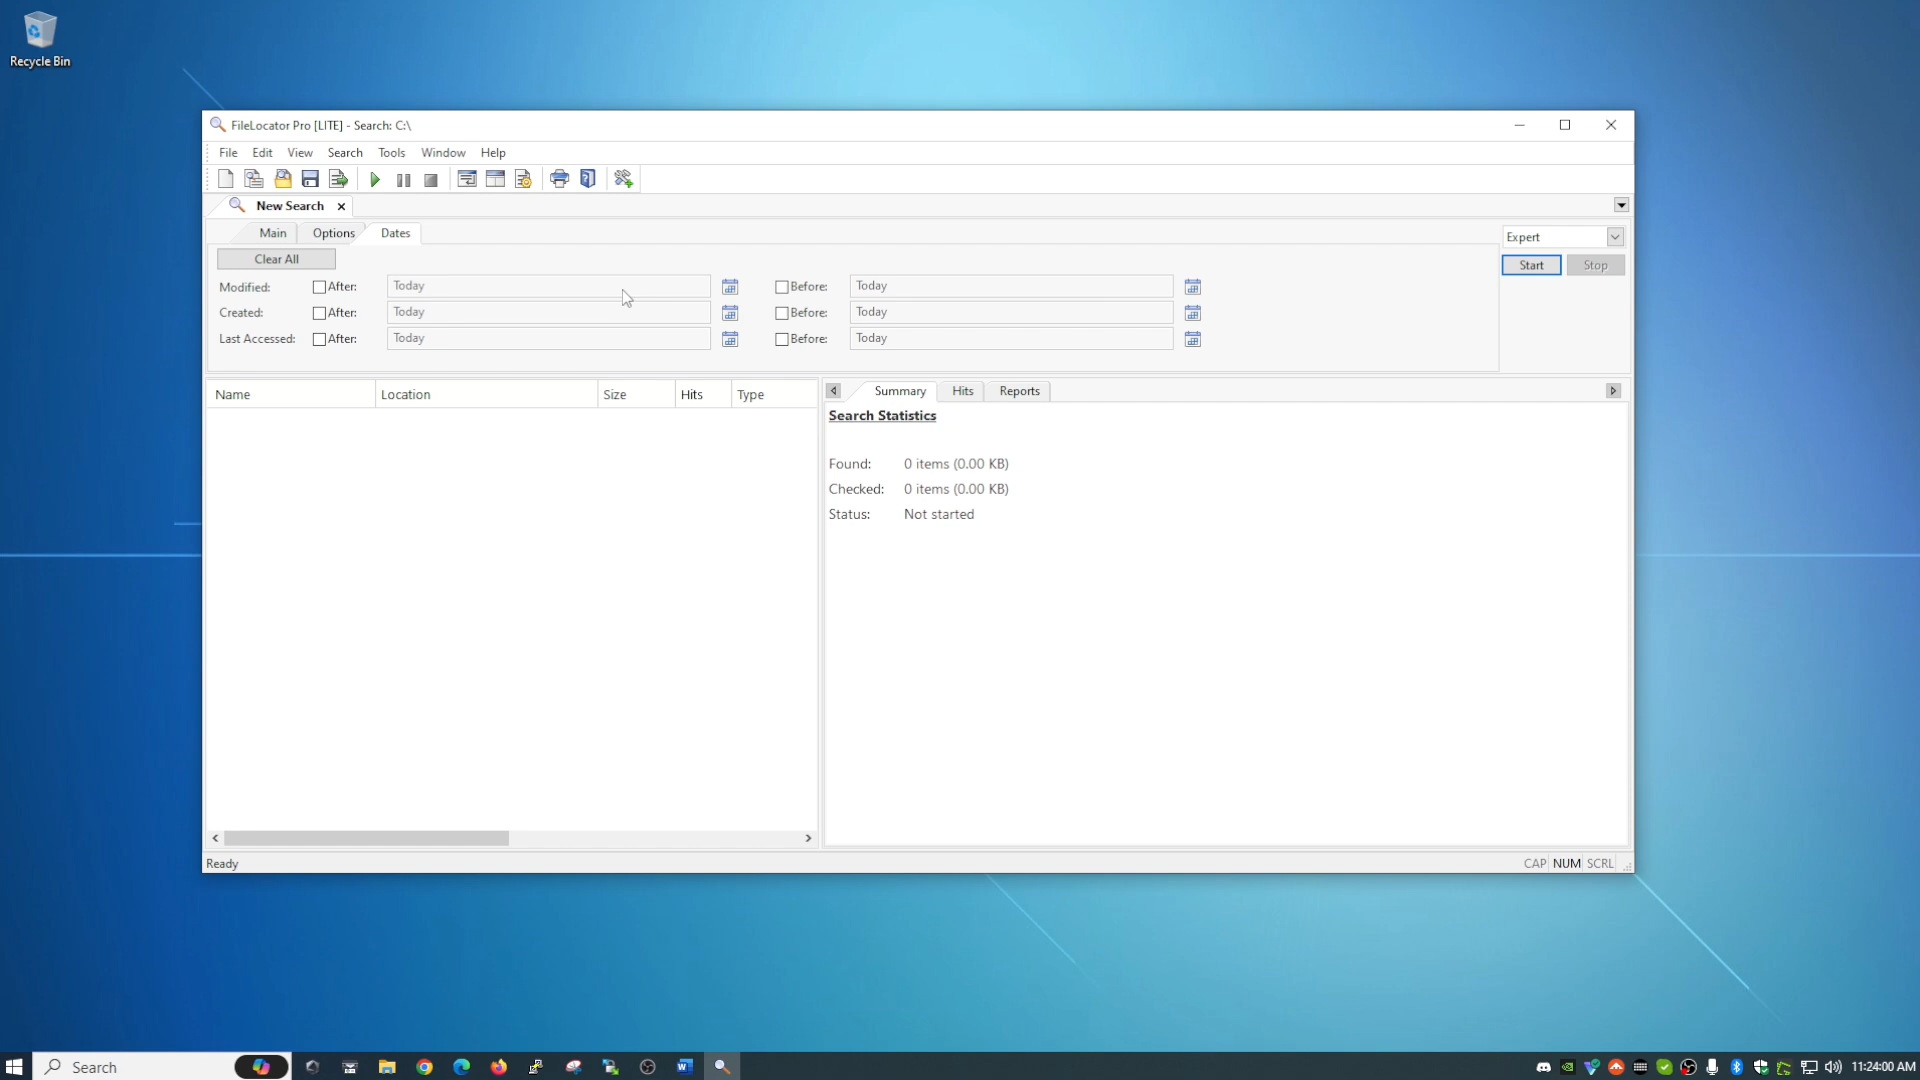 Recycle Bin
FileLocator Pro [LITE] - Search: C:\
File Edit View Search Tools Window Help
New Search
Main Options Dates
Expert
Clear All
Start Stop
Modified: After: Today Before: Today
Created: After: Today Before: Today
Last Accessed: After: Today Before: Today
Name Location Size Hits Type
Summary Hits Reports
Search Statistics
Found: 0 items (0.00 KB)
Checked: 0 items (0.00 KB)
Status: Not started
Ready
CAP NUM SCRL
Search
11:24:00 AM